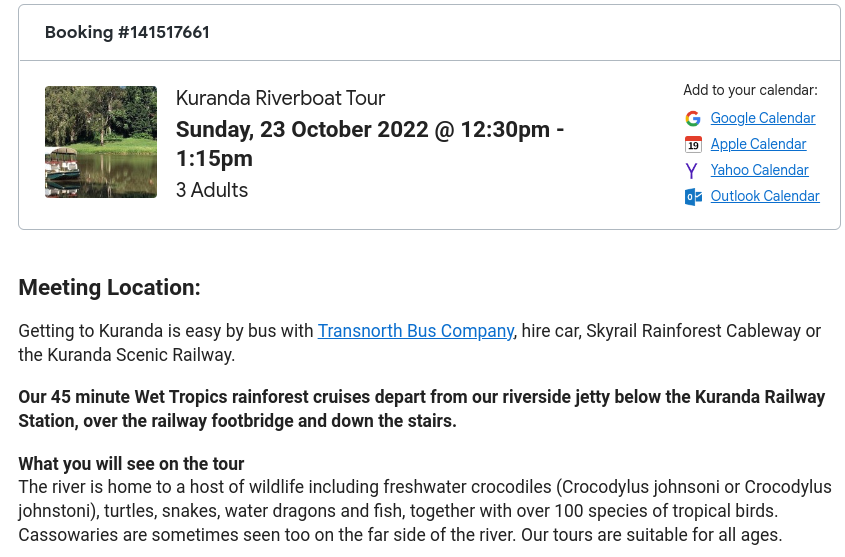 Booking #141517661
Kuranda Riverboat Tour
Sunday, 23 October 2022 @ 12:30pm -
1:15pm
3 Adults
Add to your calendar:
Google Calendar
19 Apple Calendar
Yahoo Calendar
Outlook Calendar
Meeting Location:
Getting to Kuranda is easy by bus with Transnorth Bus Company, hire car, Skyrail Rainforest Cableway or
the Kuranda Scenic Railway.
Our 45 minute Wet Tropics rainforest cruises depart from our riverside jetty below the Kuranda Railway
Station, over the railway footbridge and down the stairs.
What you will see on the tour
The river is home to a host of wildlife including freshwater crocodiles (Crocodylus johnsoni or Crocodylus
johnstoni), turtles, snakes, water dragons and fish, together with over 100 species of tropical birds.
Cassowaries are sometimes seen too on the far side of the river. Our tours are suitable for all ages.